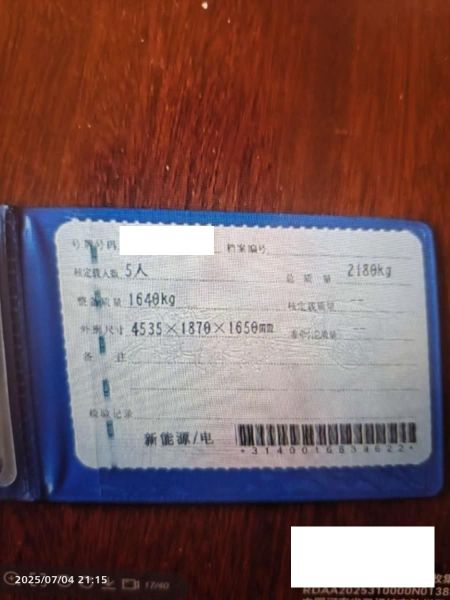 号牌号码
档案编号
核定载人数 5人
总质量 2180kg
整备质量 1640kg
核定载质量 --
外廓尺寸 4535×1870×1650mm
准牵引总质量 --
备注
检验记录
新能源/电
*3140016834622*
2025/07/04 21:15
17/40
RDAA2025310000N0138